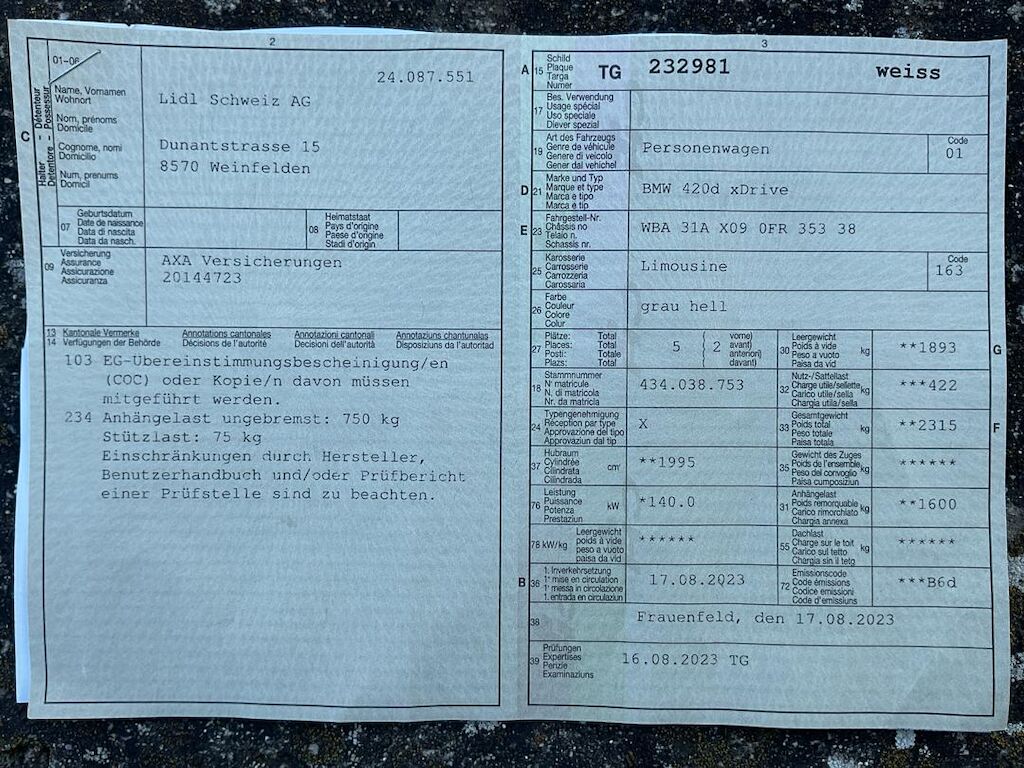 2
01-06
24.087.551
C
Halter - Détenteur
Detentore - Possessur
Name, Vornamen
Wohnort
Nom, prénoms
Domicile
Cognome, nomi
Domicilio
Num, prenums
Domicil
Lidl Schweiz AG
Dunantstrasse 15
8570 Weinfelden
07
Geburtsdatum
Date de naissance
Data di nascita
Data da nasch.
08
Heimatstaat
Pays d'origine
Paese d'origine
Stadi d'origin
09
Versicherung
Assurance
Assicurazione
Assicuranza
AXA Versicherungen
20144723
13 Kantonale Vermerke Annotations cantonales Annotazioni cantonali Annotaziuns chantunalas
14 Verfügungen der Behörde Décisions de l'autorité Decisioni dell'autorità Disposiziuns da l'autoritad
103 EG-Übereinstimmungsbescheinigung/en
(COC) oder Kopie/n davon müssen
mitgeführt werden.
234 Anhängelast ungebremst: 750 kg
Stützlast: 75 kg
Einschränkungen durch Hersteller,
Benutzerhandbuch und/oder Prüfbericht
einer Prüfstelle sind zu beachten.
3
A 15
Schild
Plaque
Targa
Numer
TG 232981 weiss
17
Bes. Verwendung
Usage spécial
Uso speciale
Diever spezial
19
Art des Fahrzeugs
Genre de véhicule
Genere di veicolo
Gener dal vehichel
Personenwagen
Code
01
D 21
Marke und Typ
Marque et type
Marca e tipo
Marca e tip
BMW 420d xDrive
E 23
Fahrgestell-Nr.
Châssis no
Telaio n.
Schassis nr.
WBA 31A X09 0FR 353 38
25
Karosserie
Carrosserie
Carrozzeria
Carossaria
Limousine
Code
163
26
Farbe
Couleur
Colore
Colur
grau hell
27
Plätze: Total
Places: Total
Posti: Totale
Plazs: Total
5 ( 2
vorne)
avant)
anteriori)
davant)
30
Leergewicht
Poids à vide
Peso a vuoto
Paisa da vid
kg
**1893
G
18
Stammnummer
N° matricule
N. di matricola
Nr. da matricla
434.038.753
32
Nutz-/Sattellast
Charge utile/sellette
Carico utile/sella
Chargia utila/sella
kg
***422
24
Typengenehmigung
Réception par type
Approvazione del tipo
Approvaziun dal tip
X
33
Gesamtgewicht
Poids total
Peso totale
Paisa totala
kg
**2315
F
37
Hubraum
Cylindrée
Cilindrata
Cilindrada
cm³
**1995
35
Gewicht des Zuges
Poids de l'ensemble
Peso del convoglio
Paisa cumposiziun
kg
******
76
Leistung
Puissance
Potenza
Prestaziun
kW
*140.0
31
Anhängelast
Poids remorquable
Carico rimorchiato
Chargia annexa
kg
**1600
78 kW/kg
Leergewicht
poids à vide
peso a vuoto
paisa da vid
******
55
Dachlast
Charge sur le toit
Carico sul tetto
Chargia sin il tetg
kg
******
B 36
1. Inverkehrsetzung
1re mise en circulation
1a messa in circolazione
1. entrada en circulaziun
17.08.2023
72
Emissionscode
Code émissions
Codice emissioni
Code d'emissiuns
***B6d
38
Frauenfeld, den 17.08.2023
39
Prüfungen
Expertises
Perizie
Examinaziuns
16.08.2023 TG